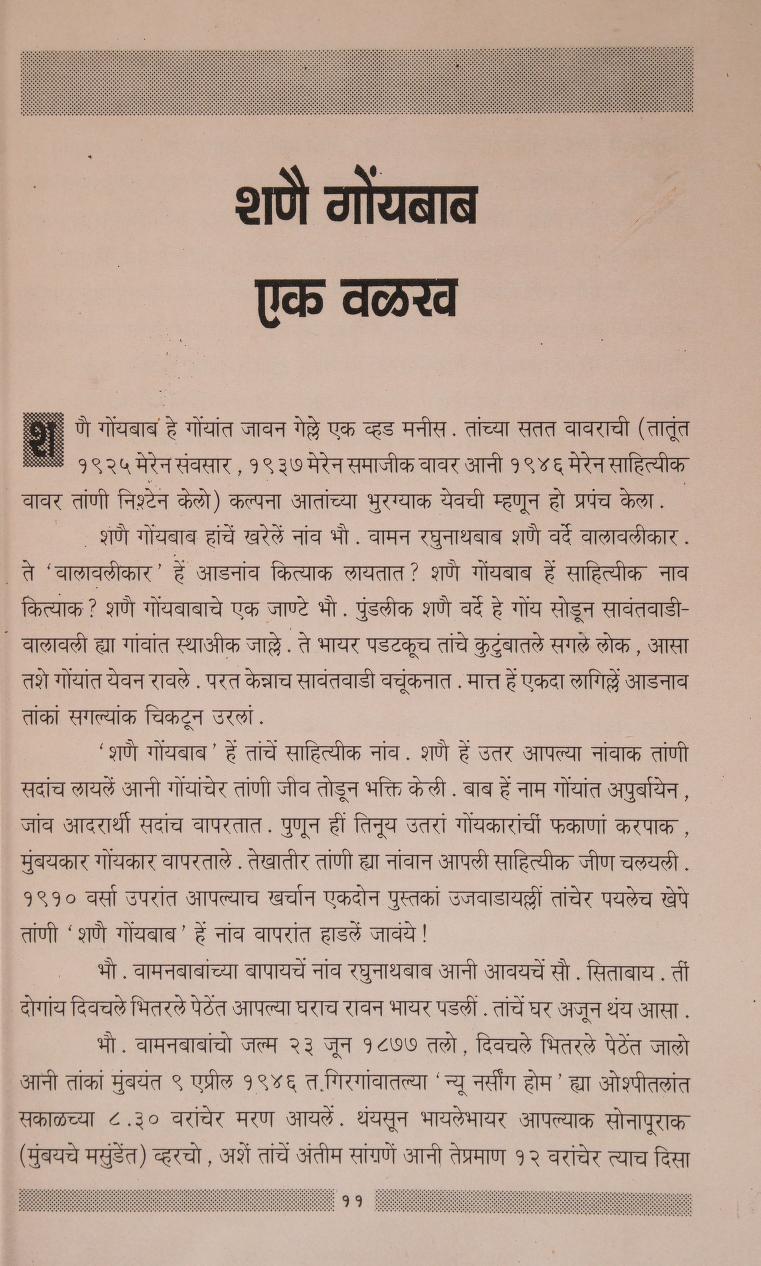 शणै गोंयबाब
एक वळख
शणै गोंयबाब हे गोंयांत जावन गेल्ले एक व्हड मनीस. तांच्या सतत वावराची (तातूंत
१९२५ मेरेन संवसार, १९३७ मेरेन समाजीक वावर आनी १९४६ मेरेन साहित्यीक
वावर तांणी निश्टेन केलो) कल्पना आतांच्या भुरग्याक येवची म्हणून हो प्रपंच केला.
शणै गोंयबाब हांचें खरेलें नांव भौ. वामन रघुनाथबाब शणै वर्दे वालावलीकार.
ते ‘वालावलीकार’ हें आडनांव कित्याक लायतात? शणै गोंयबाब हें साहित्यीक नाव
कित्याक? शणै गोंयबाबाचे एक जाण्टे भौ. पुंडलीक शणै वर्दे हे गोंय सोडून सावंतवाडी-
वालावली ह्या गांवांत स्थाअीक जाल्ले. ते भायर पडटकूच तांचे कुटुंबातले सगले लोक, आसा
तशे गोंयांत येवन रावले. परत केन्नाच सावंतवाडी वचूंकनात. मात्त हें एकदा लागिल्लें आडनाव
तांकां सगल्यांक चिकटून उरलां.
‘शणै गोंयबाब’ हें तांचें साहित्यीक नांव. शणै हें उतर आपल्या नांवाक तांणी
सदांच लायलें आनी गोंयांचेर तांणी जीव तोडून भक्ति केली. बाब हें नाम गोंयांत अपुर्बायेन,
जांव आदरार्थी सदांच वापरतात. पुणून हीं तिनूय उतरां गोंयकारांचीं फकाणां करपाक,
मुंबयकार गोंयकार वापरताले. तेखातीर तांणी ह्या नांवान आपली साहित्यीक जीण चलयली.
१९१० वर्सा उपरांत आपल्याच खर्चान एकदोन पुस्तकां उजवाडायल्लीं तांचेर पयलेच खेपे
तांणी ‘शणै गोंयबाब’ हें नांव वापरांत हाडलें जावंये!
भौ. वामनबाबांच्या बापायचें नांव रघुनाथबाब आनी आवयचें सौ. सिताबाय. तीं
दोगांय दिवचले भितरले पेठेंत आपल्या घराच रावन भायर पडलीं. तांचें घर अजून थंय आसा.
भौ. वामनबाबांचो जल्म २३ जून १८७७ तलो, दिवचले भितरले पेठेंत जालो
आनी तांकां मुंबयंत ९ एप्रील १९४६ त.गिरगांवातल्या ‘न्यू नर्सींग होम’ ह्या ओश्पीतलांत
सकाळच्या ८.३० वरांचेर मरण आयलें. थंयसून भायलेभायर आपल्याक सोनापूराक
(मुंबयचे मसुंडेंत) व्हरचो, अशें तांचें अंतीम सांगणें आनी तेप्रमाण १२ वरांचेर त्याच दिसा
११